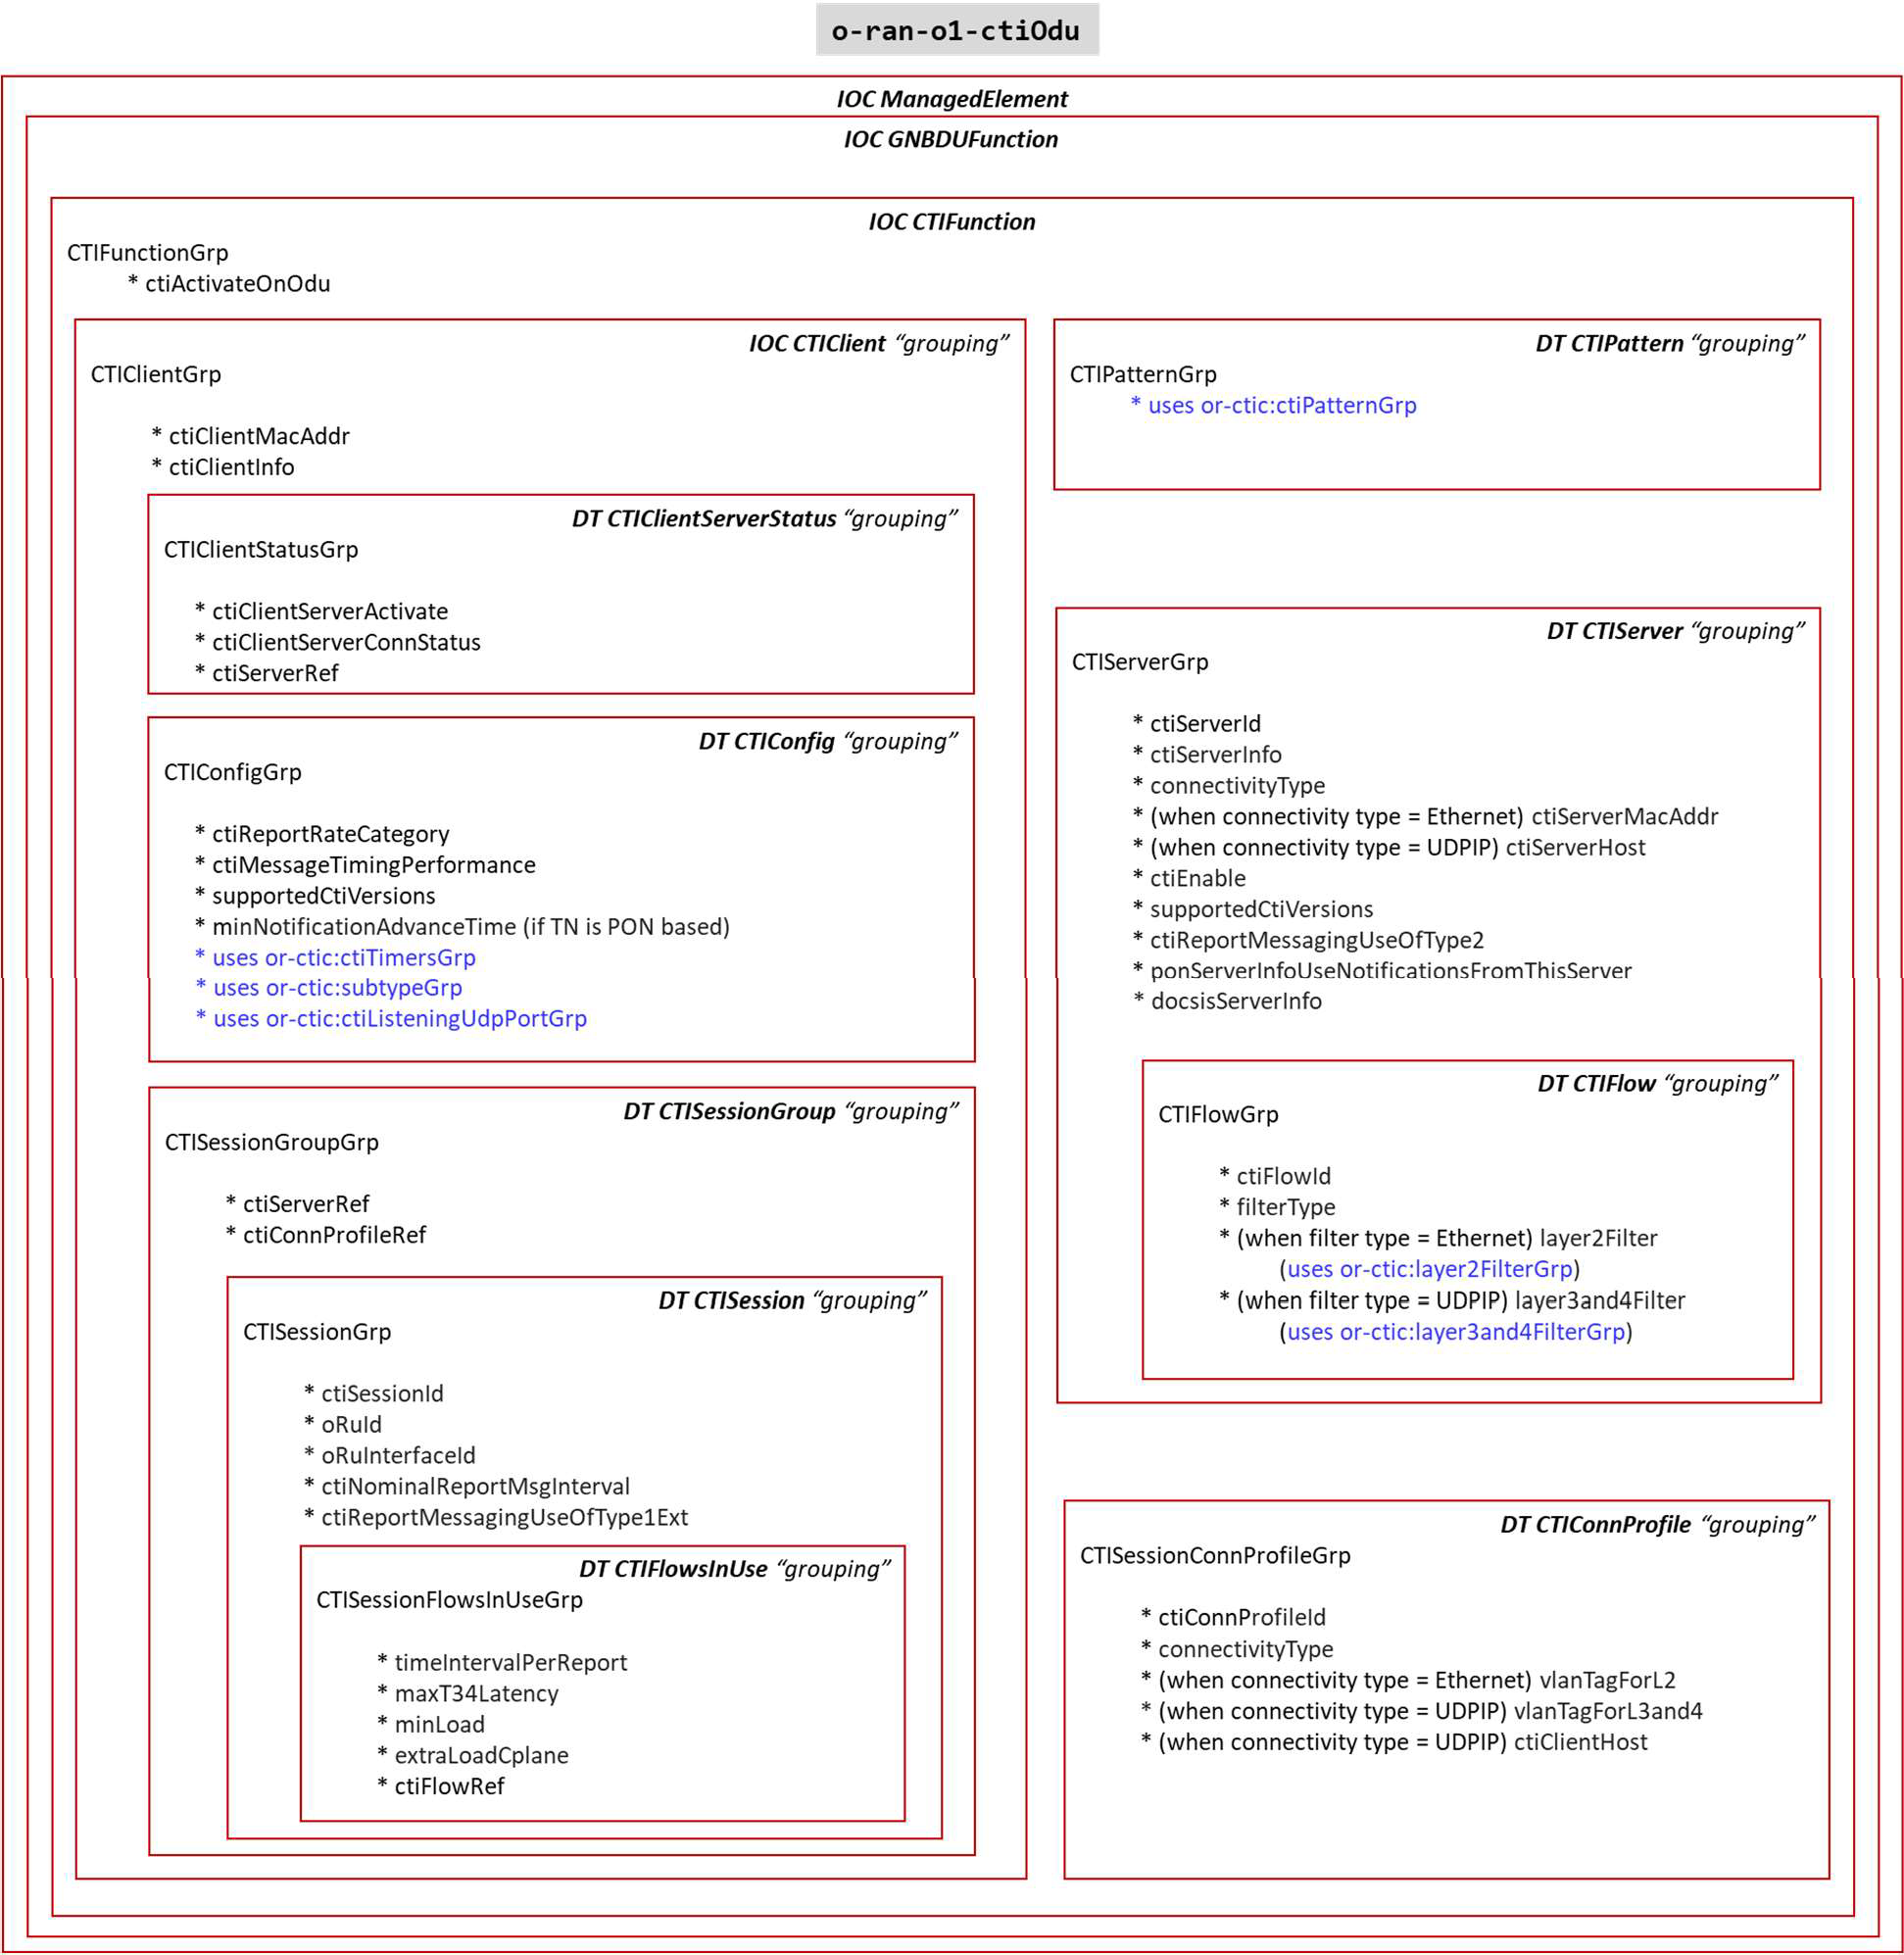 o-ran-o1-ctiOdu
IOC ManagedElement
IOC GNBDUFunction
IOC CTIFunction
CTIFunctionGrp
* ctiActivateOnOdu
IOC CTIClient “grouping”
CTIClientGrp
* ctiClientMacAddr
* ctiClientInfo
DT CTIClientServerStatus “grouping”
CTIClientStatusGrp
* ctiClientServerActivate
* ctiClientServerConnStatus
* ctiServerRef
DT CTIConfig “grouping”
CTIConfigGrp
* ctiReportRateCategory
* ctiMessageTimingPerformance
* supportedCtiVersions
* minNotificationAdvanceTime (if TN is PON based)
* uses or-ctic:ctiTimersGrp
* uses or-ctic:subtypeGrp
* uses or-ctic:ctiListeningUdpPortGrp
DT CTISessionGroup “grouping”
CTISessionGroupGrp
* ctiServerRef
* ctiConnProfileRef
DT CTISession “grouping”
CTISessionGrp
* ctiSessionId
* oRuId
* oRuInterfaceId
* ctiNominalReportMsgInterval
* ctiReportMessagingUseOfType1Ext
DT CTIFlowsInUse “grouping”
CTISessionFlowsInUseGrp
* timeIntervalPerReport
* maxT34Latency
* minLoad
* extraLoadCplane
* ctiFlowRef
DT CTIPattern “grouping”
CTIPatternGrp
* uses or-ctic:ctiPatternGrp
DT CTIServer “grouping”
CTIServerGrp
* ctiServerId
* ctiServerInfo
* connectivityType
* (when connectivity type = Ethernet) ctiServerMacAddr
* (when connectivity type = UDPIP) ctiServerHost
* ctiEnable
* supportedCtiVersions
* ctiReportMessagingUseOfType2
* ponServerInfoUseNotificationsFromThisServer
* docsisServerInfo
DT CTIFlow “grouping”
CTIFlowGrp
* ctiFlowId
* filterType
* (when filter type = Ethernet) layer2Filter
(uses or-ctic:layer2FilterGrp)
* (when filter type = UDPIP) layer3and4Filter
(uses or-ctic:layer3and4FilterGrp)
DT CTIConnProfile “grouping”
CTISessionConnProfileGrp
* ctiConnProfileId
* connectivityType
* (when connectivity type = Ethernet) vlanTagForL2
* (when connectivity type = UDPIP) vlanTagForL3and4
* (when connectivity type = UDPIP) ctiClientHost